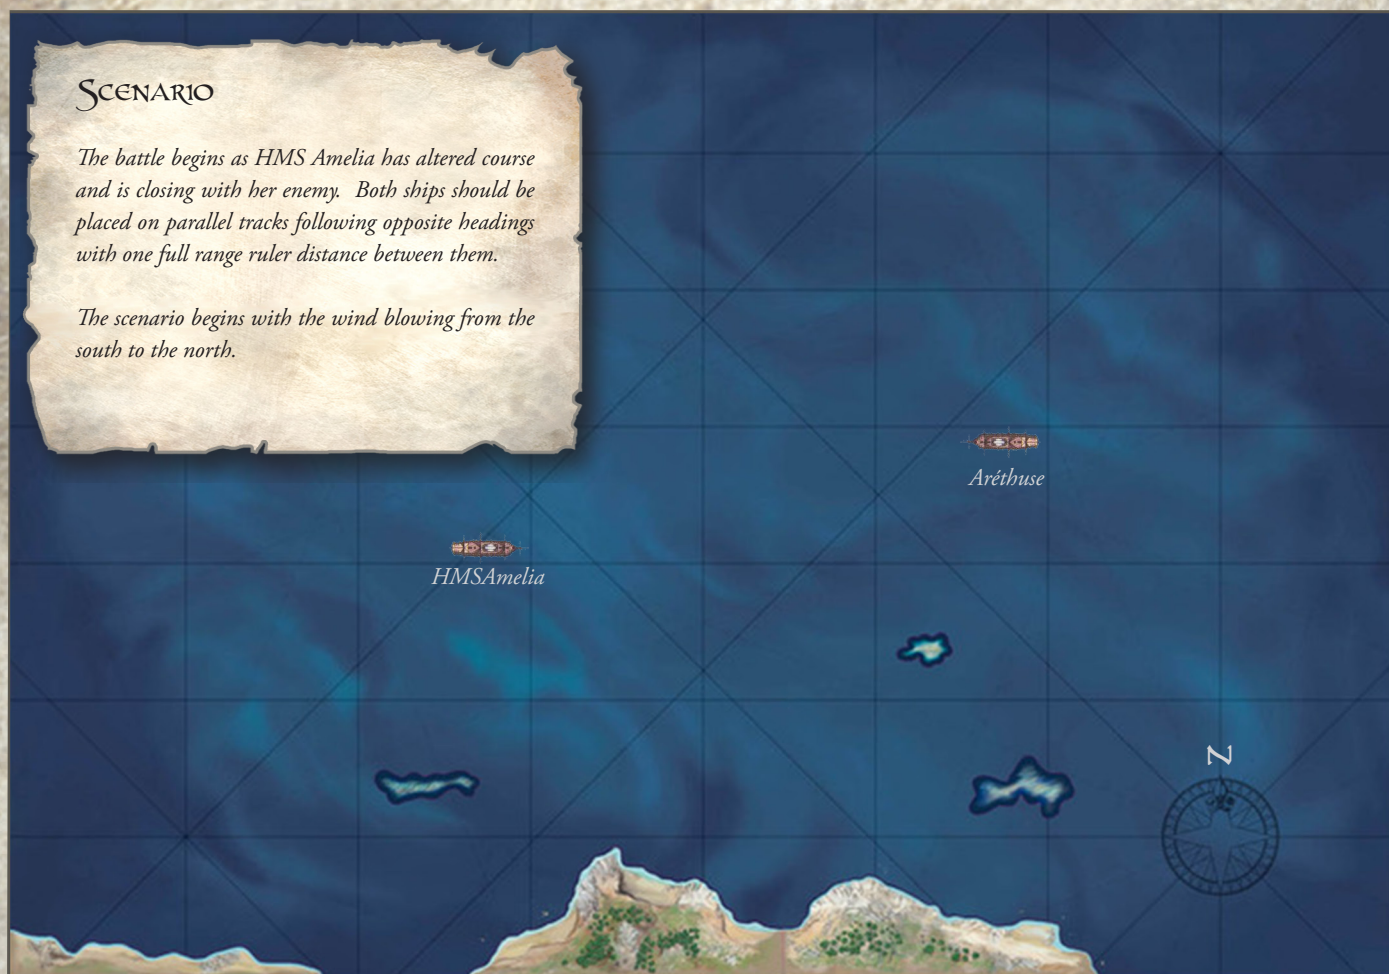 Scenario
The battle begins as HMS Amelia has altered course
and is closing with her enemy.  Both ships should be
placed on parallel tracks following opposite headings
with one full range ruler distance between them.
The scenario begins with the wind blowing from the
south to the north.
Aréthuse
HMSAmelia
N